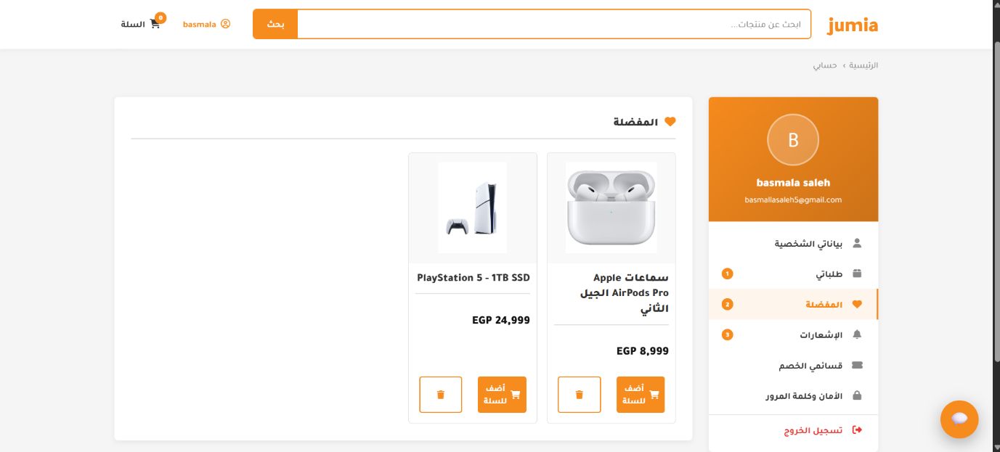 jumia
ابحث عن منتجات...
بحث
basmala
السلة
0
الرئيسية › حسابي
B
basmala saleh
basmallasaleh5@gmail.com
بياناتي الشخصية
طلباتي 1
المفضلة 2
الإشعارات 3
قسائمي الخصم
الأمان وكلمة المرور
تسجيل الخروج
المفضلة
سماعات Apple
AirPods Pro الجيل
الثاني
EGP 8,999
أضف
للسلة
PlayStation 5 - 1TB SSD
EGP 24,999
أضف
للسلة